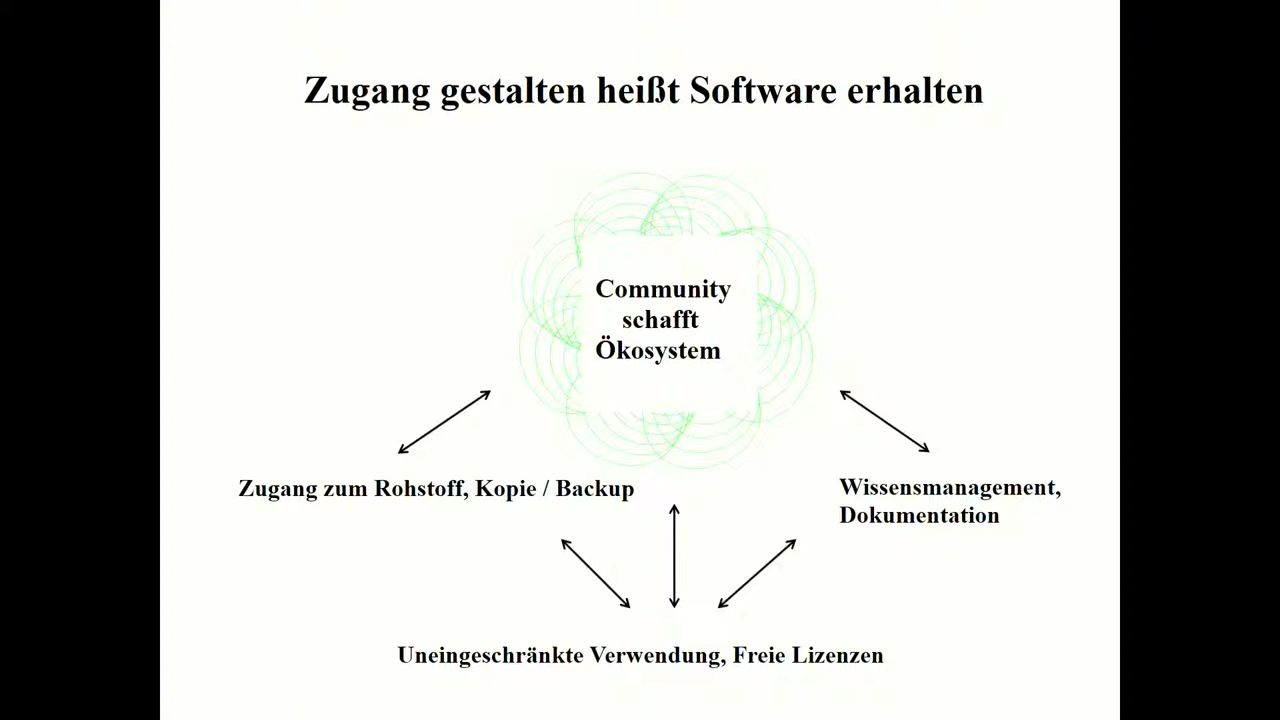 Zugang gestalten heißt Software erhalten
Community
schafft
Ökosystem
Zugang zum Rohstoff, Kopie / Backup
Wissensmanagement,
Dokumentation
Uneingeschränkte Verwendung, Freie Lizenzen